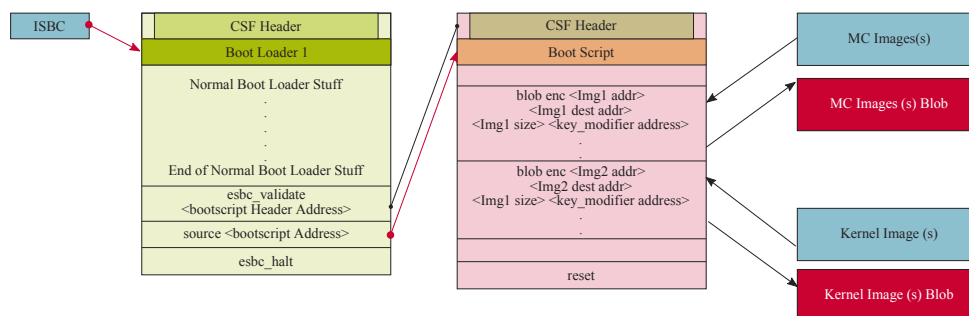 ISBC
CSF Header
Boot Loader 1
Normal Boot Loader Stuff
.
.
.
.
.
End of Normal Boot Loader Stuff
esbc_validate
<bootscript Header Address>
source <bootscript Address>
esbc_halt
CSF Header
Boot Script
blob enc <Img1 addr>
<Img1 dest addr>
<Img1 size> <key_modifier address>
.
.
blob enc <Img2 addr>
<Img2 dest addr>
<Img1 size> <key_modifier address>
.
.
reset
MC Images(s)
MC Images (s) Blob
Kernel Image (s)
Kernel Image (s) Blob